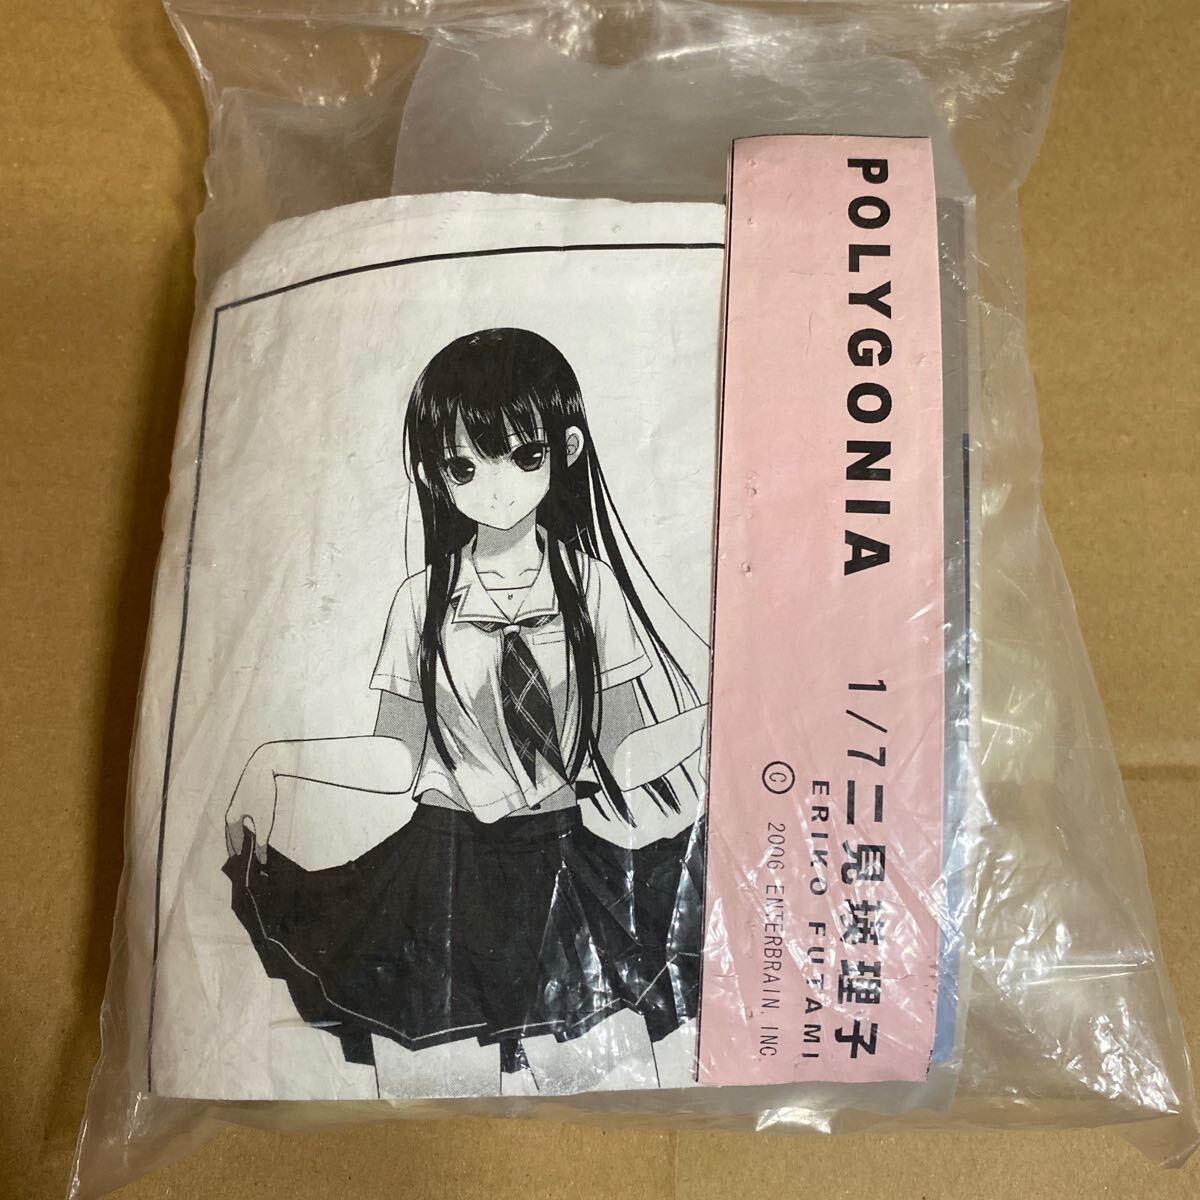 POLYGONIA
1/7 二見瑛理子
ERIKO FUTAMI
© 2006 ENTERBRAIN, INC.